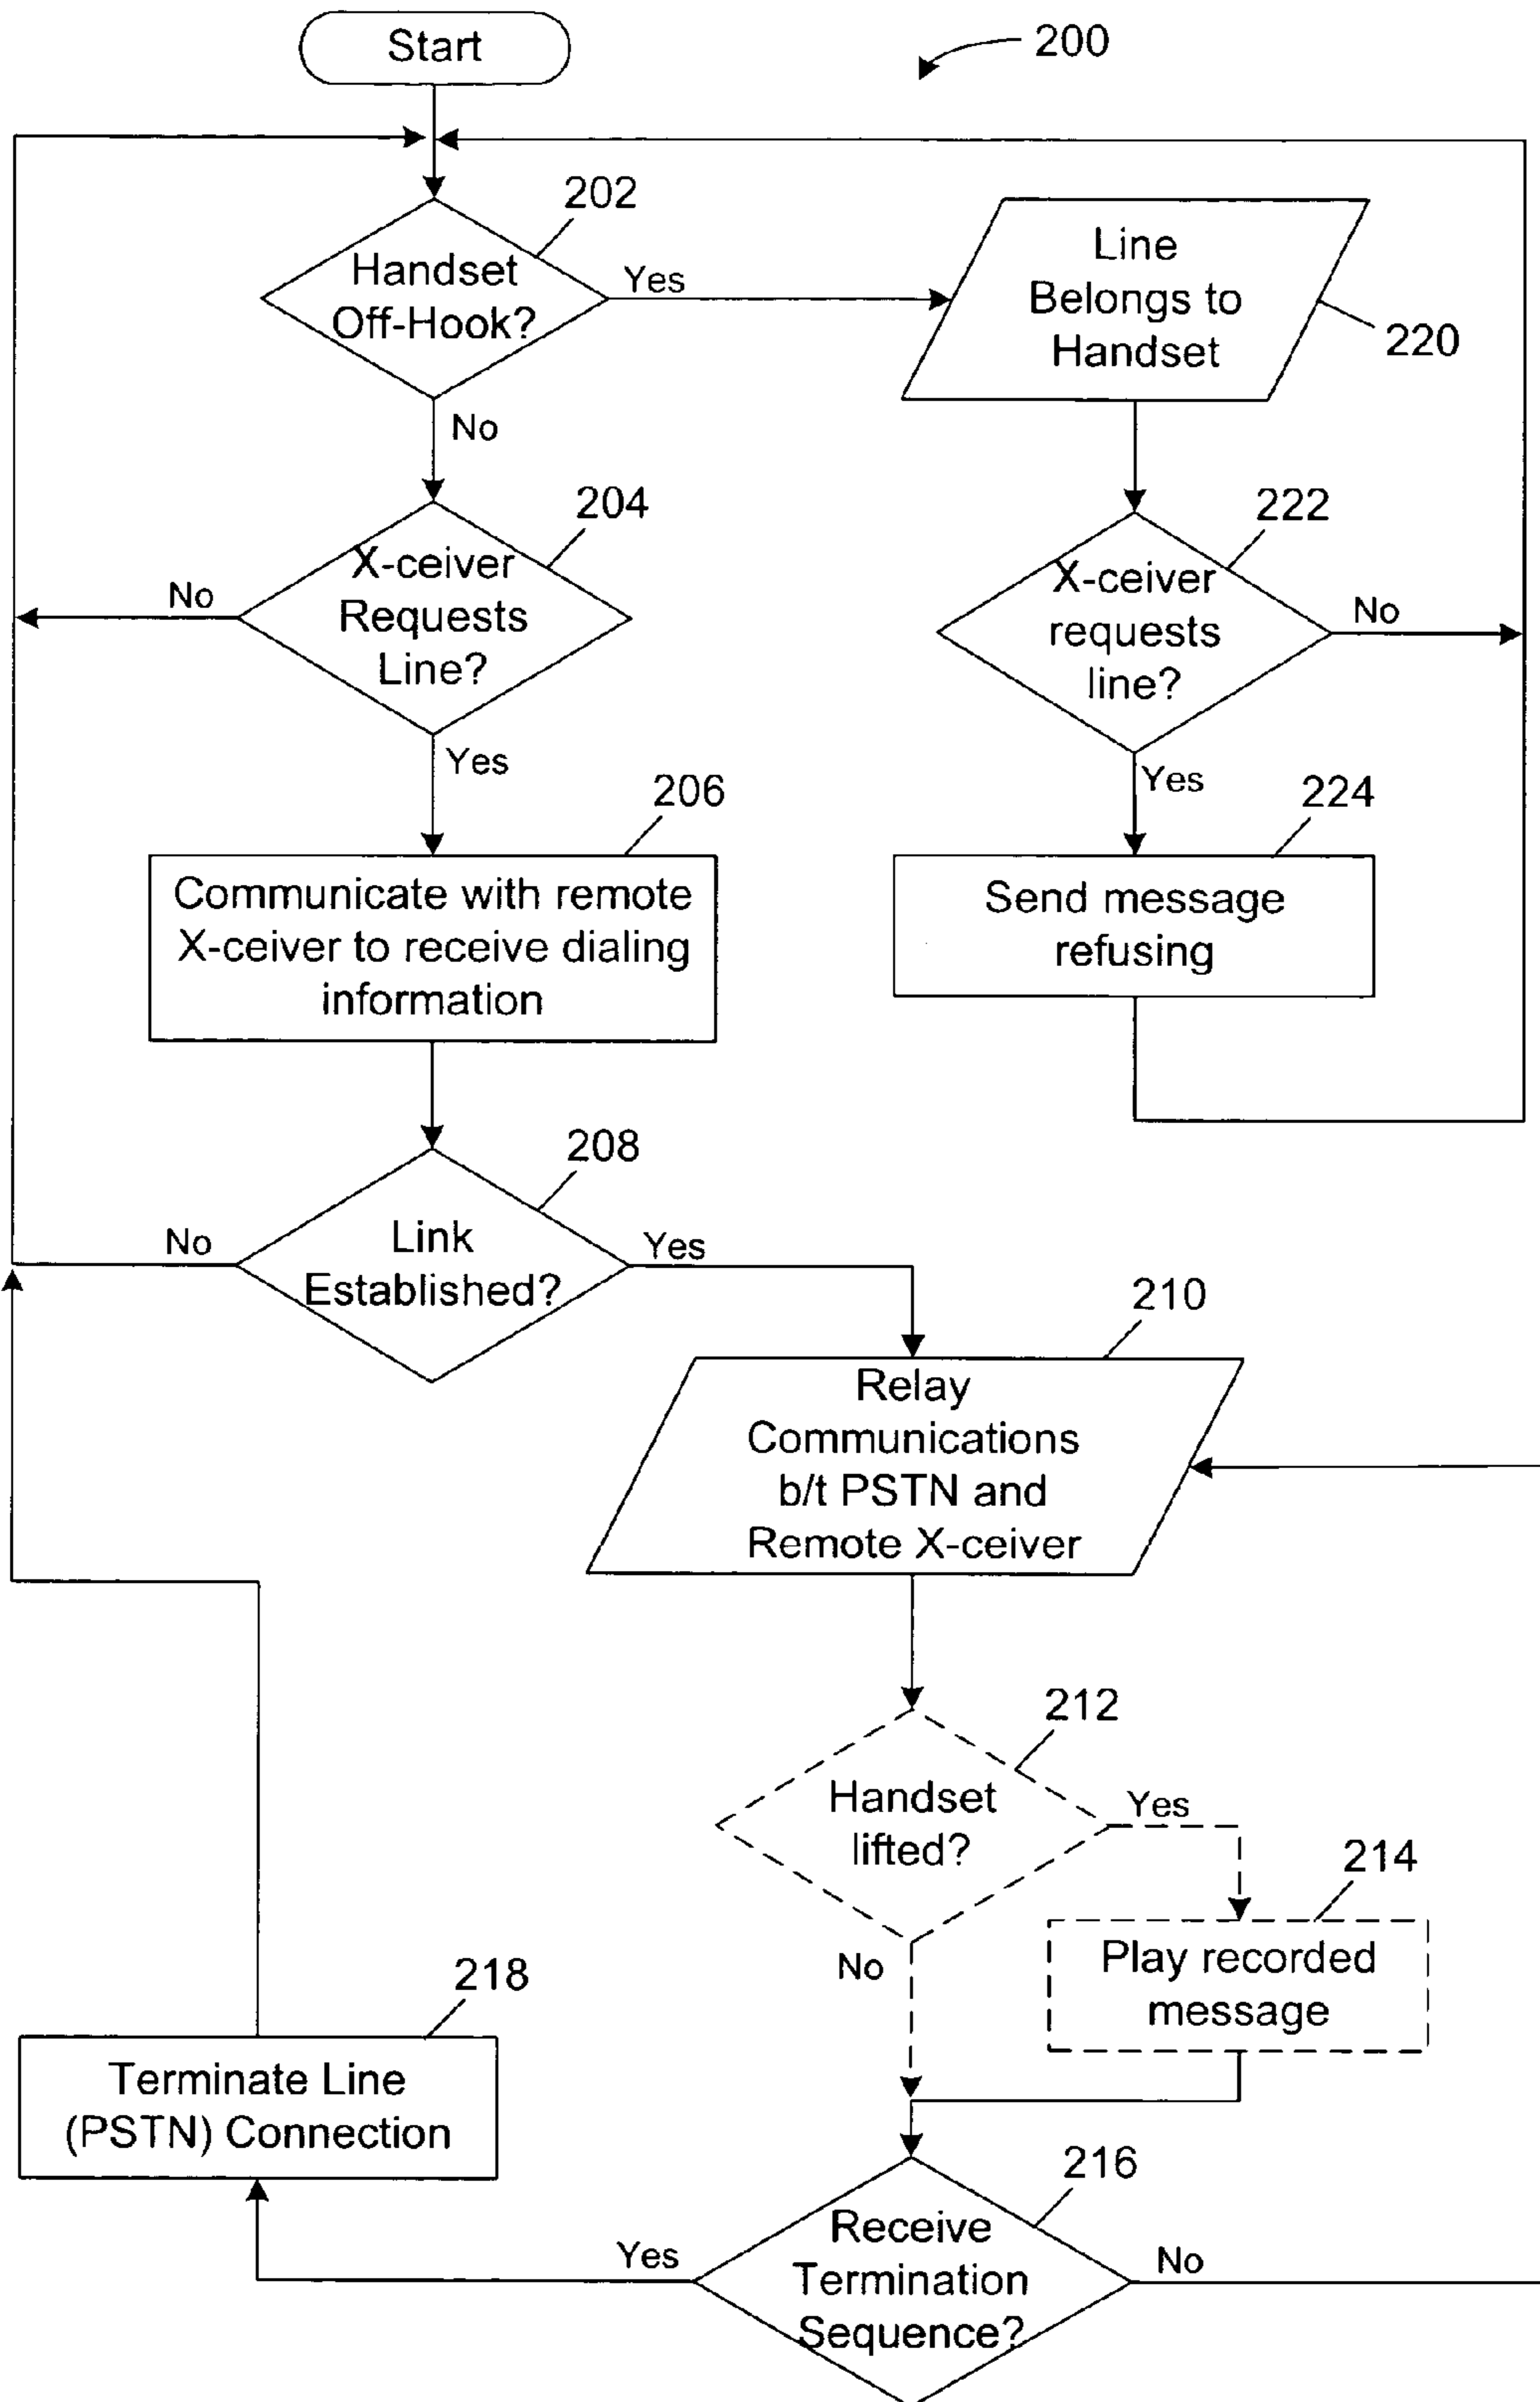 Start
200
202
Handset
Off-Hook?
Yes
Line
Belongs to
Handset
220
No
204
X-ceiver
Requests
Line?
No
Yes
222
X-ceiver
requests
line?
No
Yes
206
Communicate with remote
X-ceiver to receive dialing
information
224
Send message
refusing
208
Link
Established?
No
Yes
210
Relay
Communications
b/t PSTN and
Remote X-ceiver
212
Handset
lifted?
Yes
No
214
Play recorded
message
218
Terminate Line
(PSTN) Connection
216
Receive
Termination
Sequence?
Yes
No